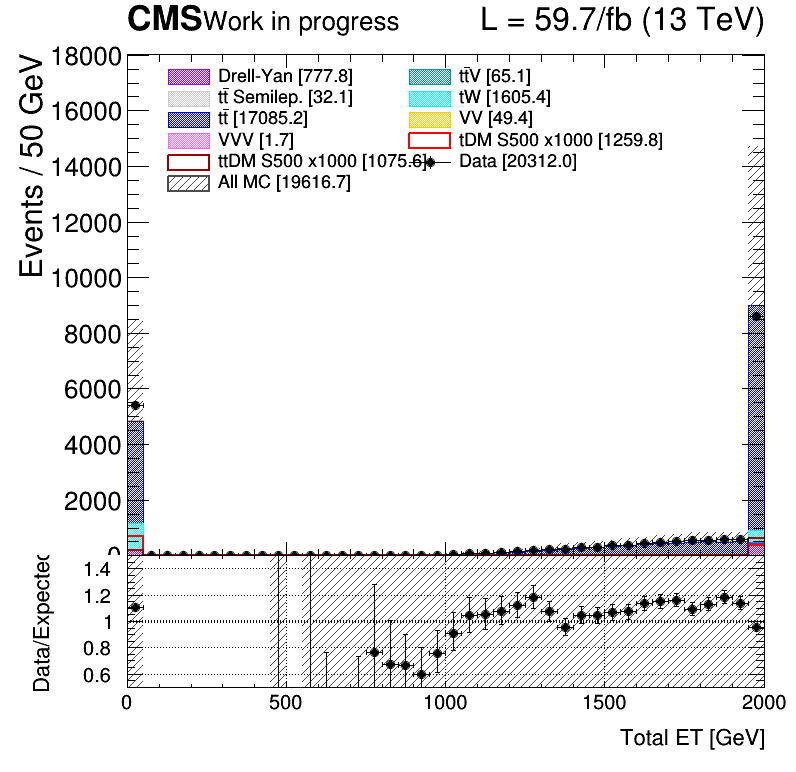 CMS Work in progress L = 59.7/fb (13 TeV)
Events / 50 GeV
18000
16000
14000
12000
10000
8000
6000
4000
2000
0
Drell-Yan [777.8]
tt̄V [65.1]
tt̄ Semilep. [32.1]
tW [1605.4]
tt̄ [17085.2]
VV [49.4]
VVV [1.7]
tDM S500 x1000 [1259.8]
ttDM S500 x1000 [1075.6]
Data [20312.0]
All MC [19616.7]
Data/Expected
1.4
1.2
1
0.8
0.6
0 500 1000 1500 2000
Total ET [GeV]